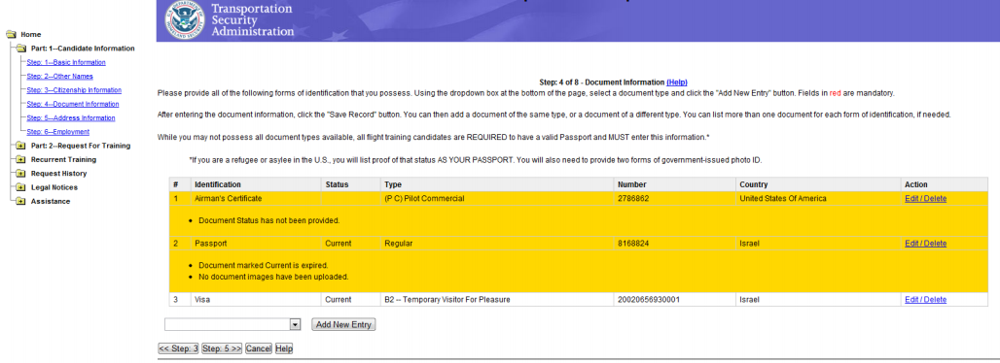 Transportation
Security
Administration
Home
Part: 1--Candidate Information
Step: 1--Basic Information
Step: 2--Other Names
Step: 3--Citizenship Information
Step: 4--Document Information
Step: 5--Address Information
Step: 6--Employment
Part: 2--Request For Training
Recurrent Training
Request History
Legal Notices
Assistance
Step: 4 of 8 - Document Information (Help)
Please provide all of the following forms of identification that you possess. Using the dropdown box at the bottom of the page, select a document type and click the "Add New Entry" button. Fields in red are mandatory.
After entering the document information, click the "Save Record" button. You can then add a document of the same type, or a document of a different type. You can list more than one document for each form of identification, if needed.
While you may not possess all document types available, all flight training candidates are REQUIRED to have a valid Passport and MUST enter this information.*
*If you are a refugee or asylee in the U.S., you will list proof of that status AS YOUR PASSPORT. You will also need to provide two forms of government-issued photo ID.
# Identification Status Type Number Country Action
1 Airman's Certificate (P C) Pilot Commercial 2786862 United States Of America Edit / Delete
• Document Status has not been provided.
2 Passport Current Regular 8168824 Israel Edit / Delete
• Document marked Current is expired.
• No document images have been uploaded.
3 Visa Current B2 -- Temporary Visitor For Pleasure 20020656930001 Israel Edit / Delete
Add New Entry
<< Step: 3 Step: 5 >> Cancel Help